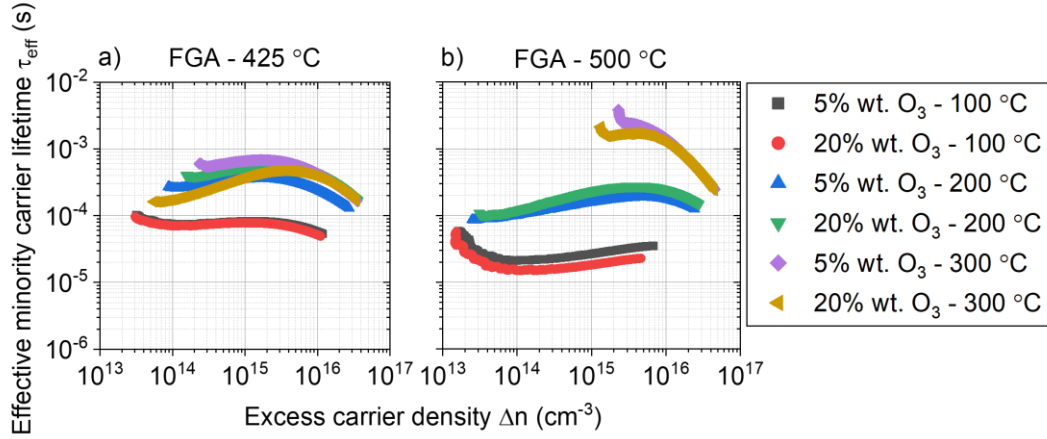 a) FGA - 425 °C
b) FGA - 500 °C
Effective minority carrier lifetime τeff (s)
10⁻²
10⁻³
10⁻⁴
10⁻⁵
10⁻⁶
10¹³ 10¹⁴ 10¹⁵ 10¹⁶ 10¹⁷
10¹³ 10¹⁴ 10¹⁵ 10¹⁶ 10¹⁷
Excess carrier density Δn (cm⁻³)
5% wt. O₃ - 100 °C
20% wt. O₃ - 100 °C
5% wt. O₃ - 200 °C
20% wt. O₃ - 200 °C
5% wt. O₃ - 300 °C
20% wt. O₃ - 300 °C